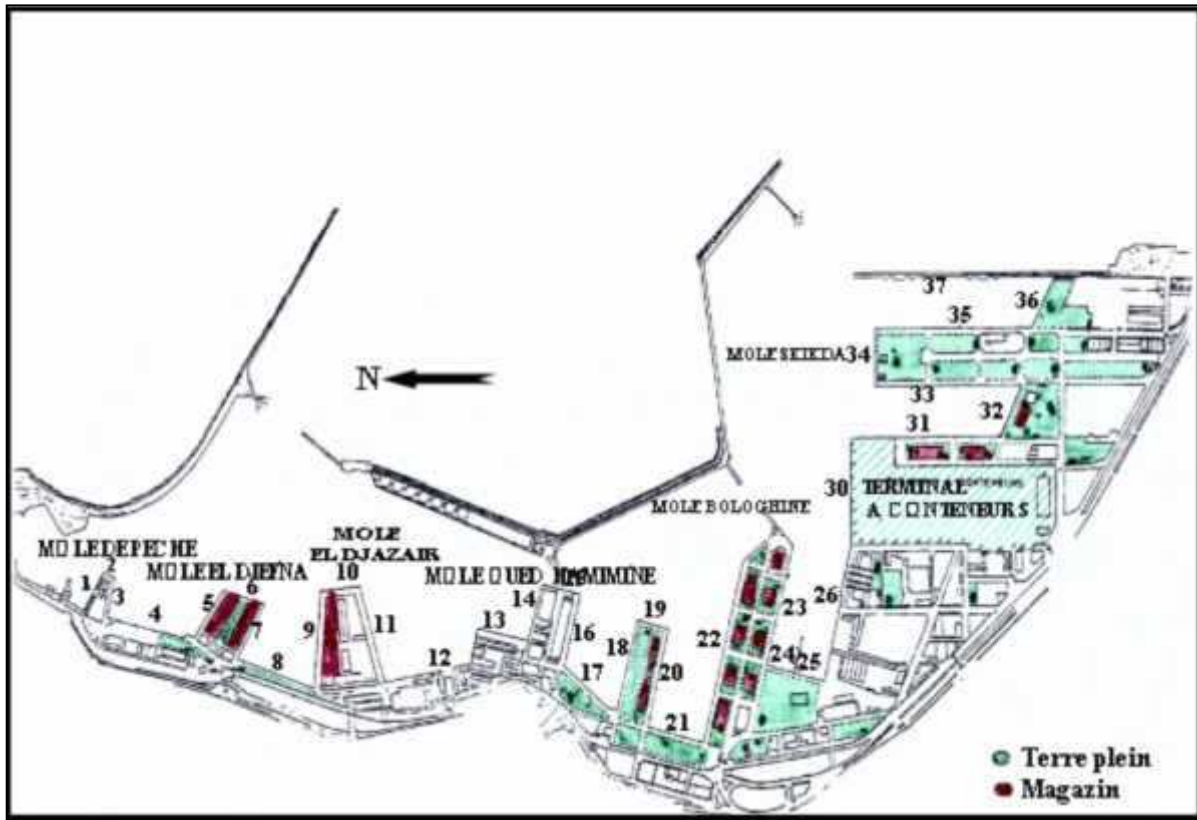 37
36
35
MOLE SKIKDA 34
33
32
31
N
30 TERMINAL
A CONTENEURS
MOLE BOLOGHINE
MOLE DE PECHE
MOLE
EL DJAZAIR
MOLE EL DJEFNA
MOLE OUED
1
2
3
4
5
6
7
8
9
10
11
12
13
14
16
17
18
19
20
21
22
23
24
25
26
Terre plein
Magazin